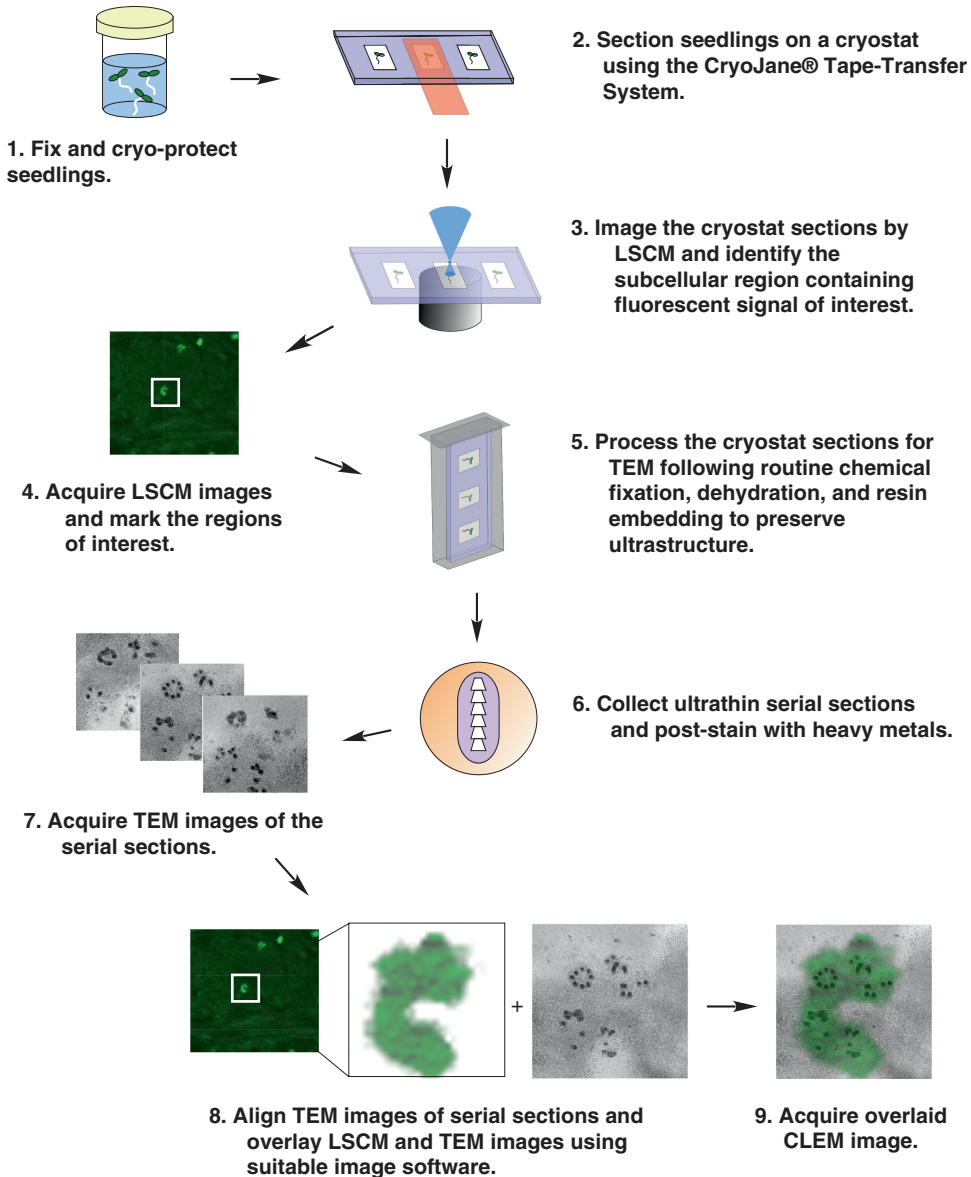 1. Fix and cryo-protect
seedlings.
2. Section seedlings on a cryostat
using the CryoJane® Tape-Transfer
System.
3. Image the cryostat sections by
LSCM and identify the
subcellular region containing
fluorescent signal of interest.
4. Acquire LSCM images
and mark the regions
of interest.
5. Process the cryostat sections for
TEM following routine chemical
fixation, dehydration, and resin
embedding to preserve
ultrastructure.
6. Collect ultrathin serial sections
and post-stain with heavy metals.
7. Acquire TEM images of the
serial sections.
+
8. Align TEM images of serial sections and
overlay LSCM and TEM images using
suitable image software.
9. Acquire overlaid
CLEM image.